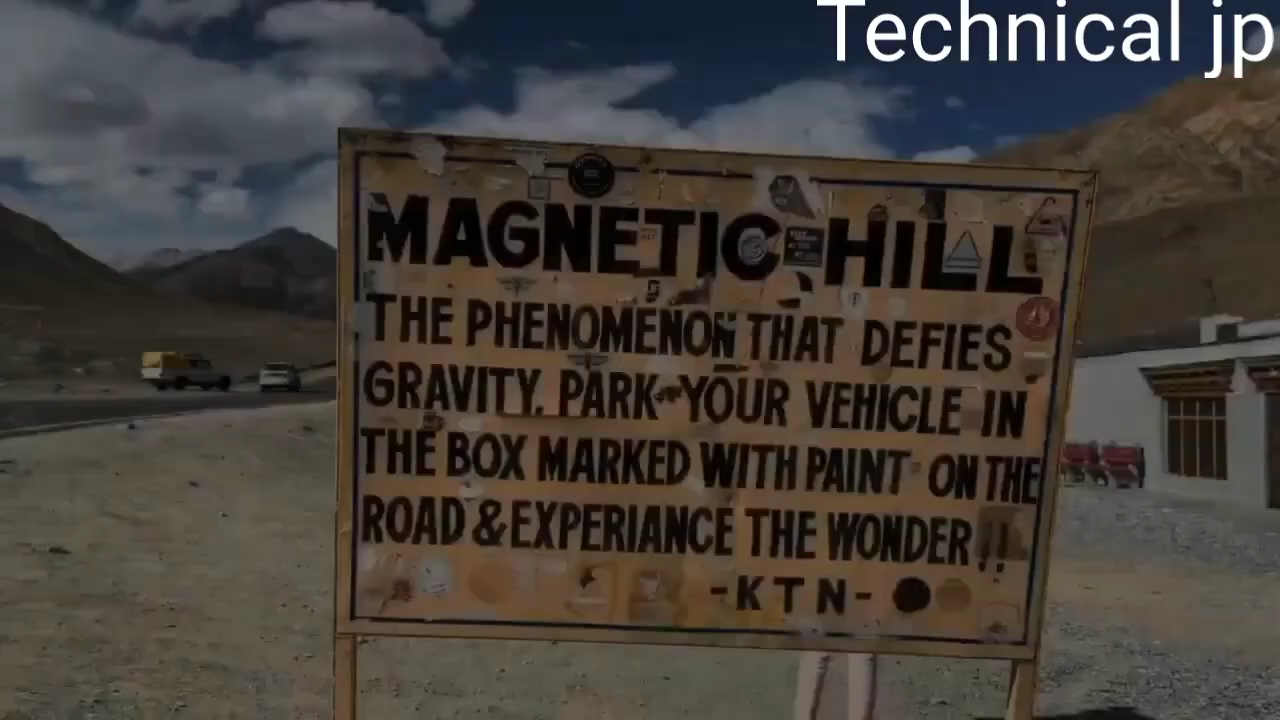 Technical jp
MAGNETIC HILL
THE PHENOMENON THAT DEFIES
GRAVITY. PARK YOUR VEHICLE IN
THE BOX MARKED WITH PAINT ON THE
ROAD & EXPERIANCE THE WONDER !!
-KTN-